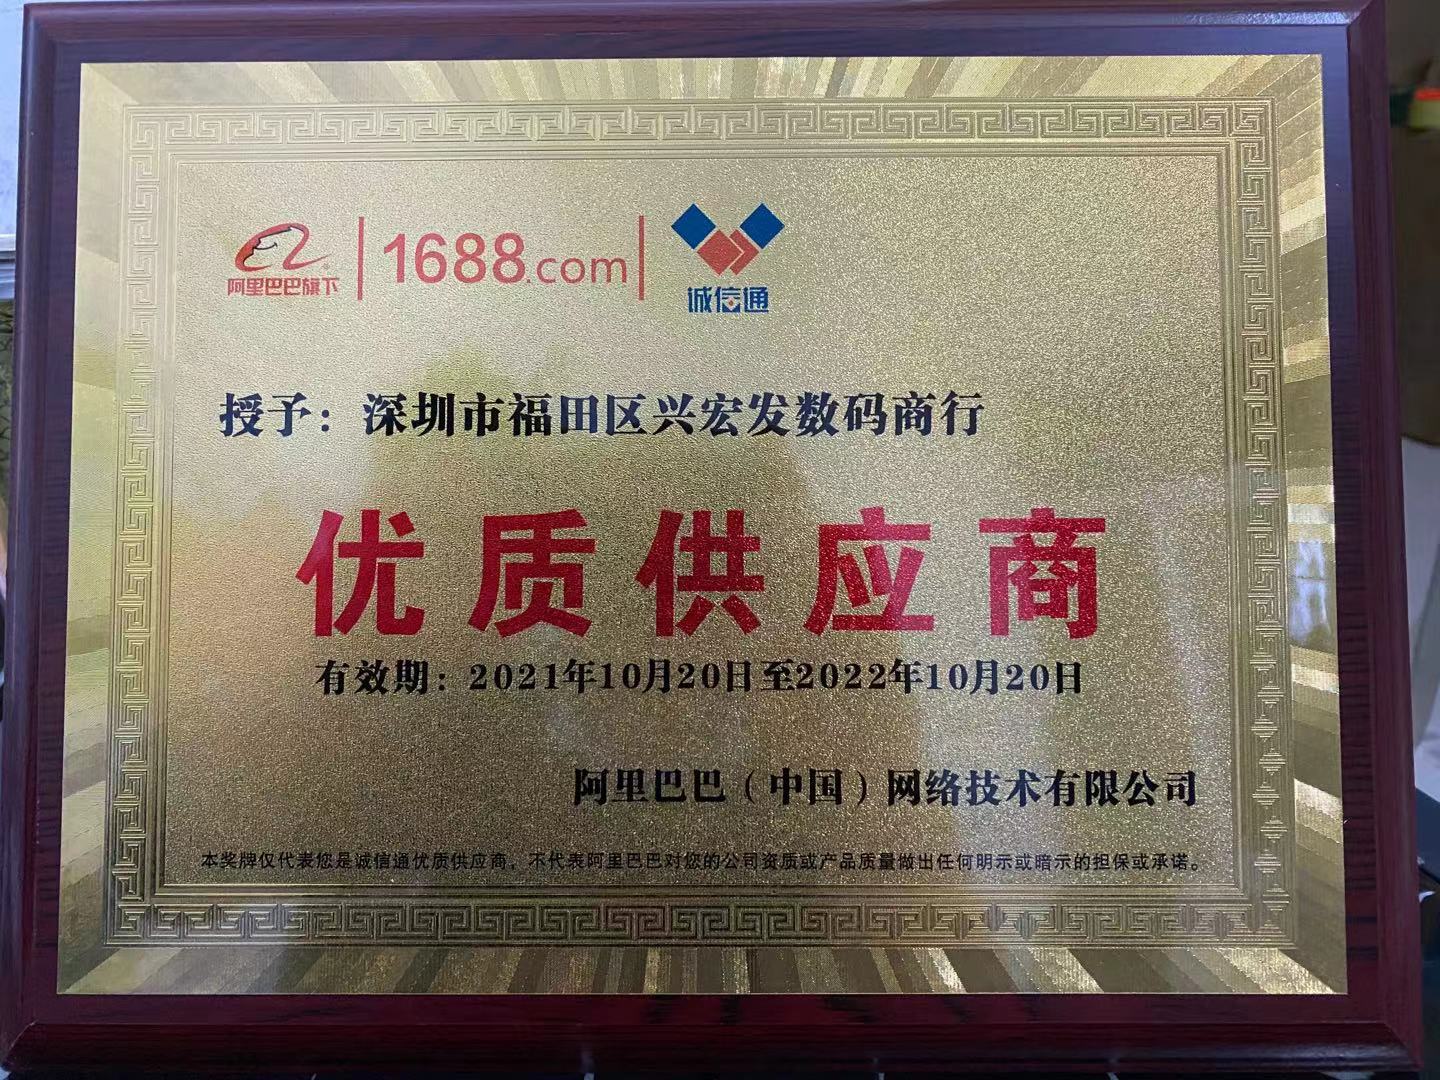 阿里巴巴旗下
1688.com
诚信通
授予：深圳市福田区兴宏发数码商行
优质供应商
有效期：2021年10月20日至2022年10月20日
阿里巴巴（中国）网络技术有限公司
本奖牌仅代表您是诚信通优质供应商，不代表阿里巴巴对您的公司资质或产品质量做出任何明示或暗示的担保或承诺。